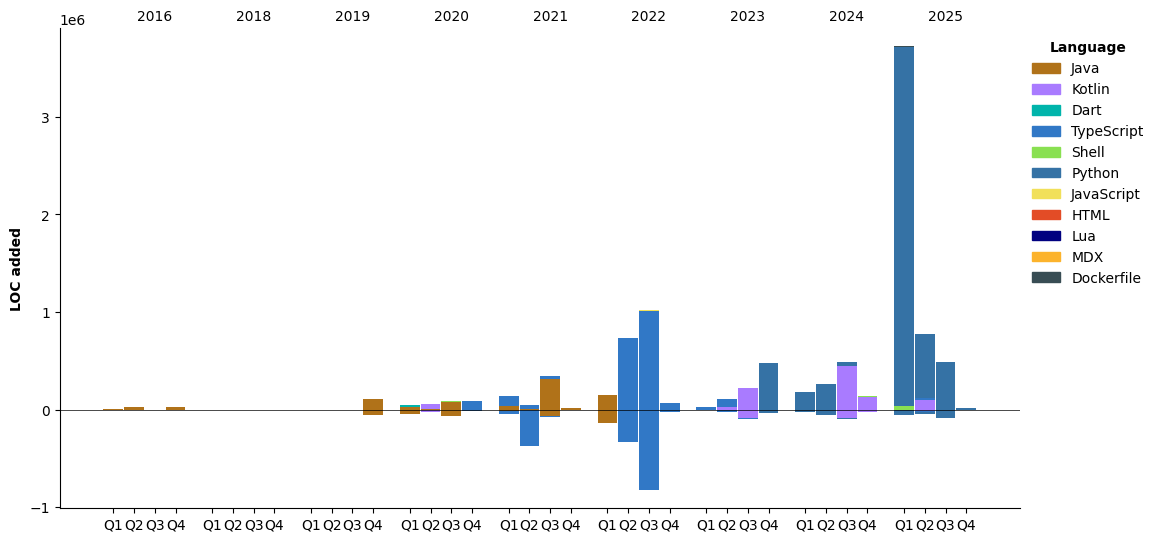 1e6
2016 2018 2019 2020 2021 2022 2023 2024 2025
LOC added
3
2
1
0
−1
Q1 Q2 Q3 Q4 Q1 Q2 Q3 Q4 Q1 Q2 Q3 Q4 Q1 Q2 Q3 Q4 Q1 Q2 Q3 Q4 Q1 Q2 Q3 Q4 Q1 Q2 Q3 Q4 Q1 Q2 Q3 Q4 Q1 Q2 Q3 Q4
Language
Java
Kotlin
Dart
TypeScript
Shell
Python
JavaScript
HTML
Lua
MDX
Dockerfile